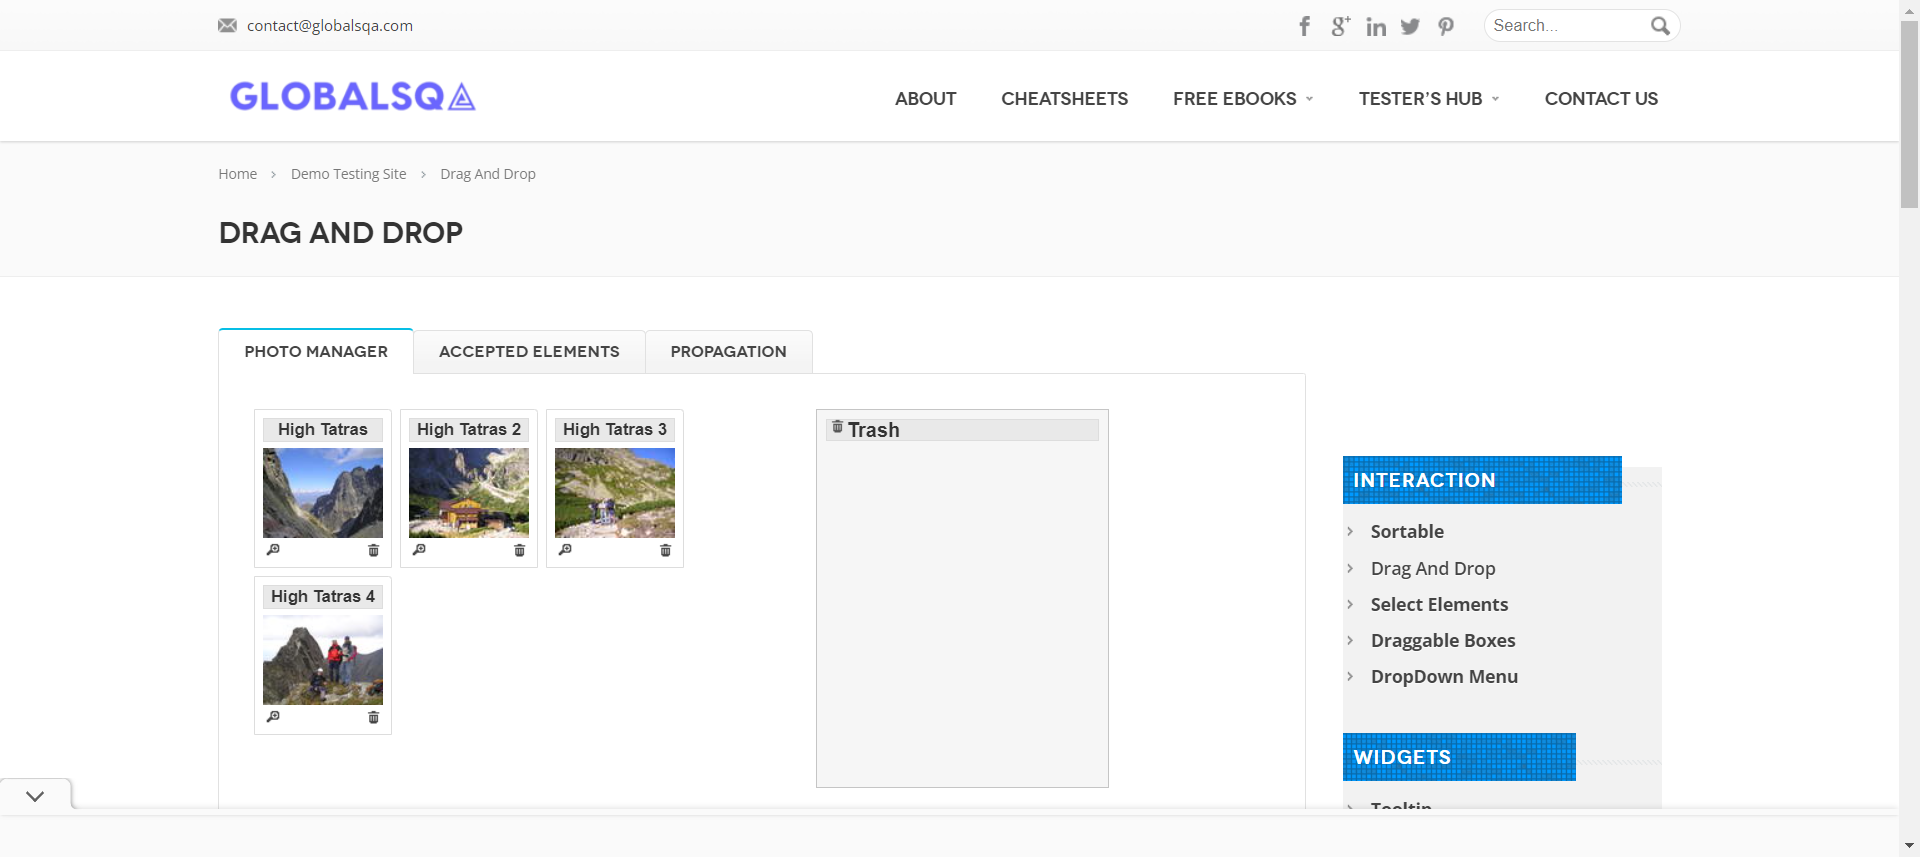 contact@globalsqa.com
Search...
GLOBALSQA
ABOUT
CHEATSHEETS
FREE EBOOKS
TESTER'S HUB
CONTACT US
Home
Demo Testing Site
Drag And Drop
DRAG AND DROP
PHOTO MANAGER
ACCEPTED ELEMENTS
PROPAGATION
High Tatras
High Tatras 2
High Tatras 3
Trash
High Tatras 4
INTERACTION
Sortable
Drag And Drop
Select Elements
Draggable Boxes
DropDown Menu
WIDGETS
Tooltip